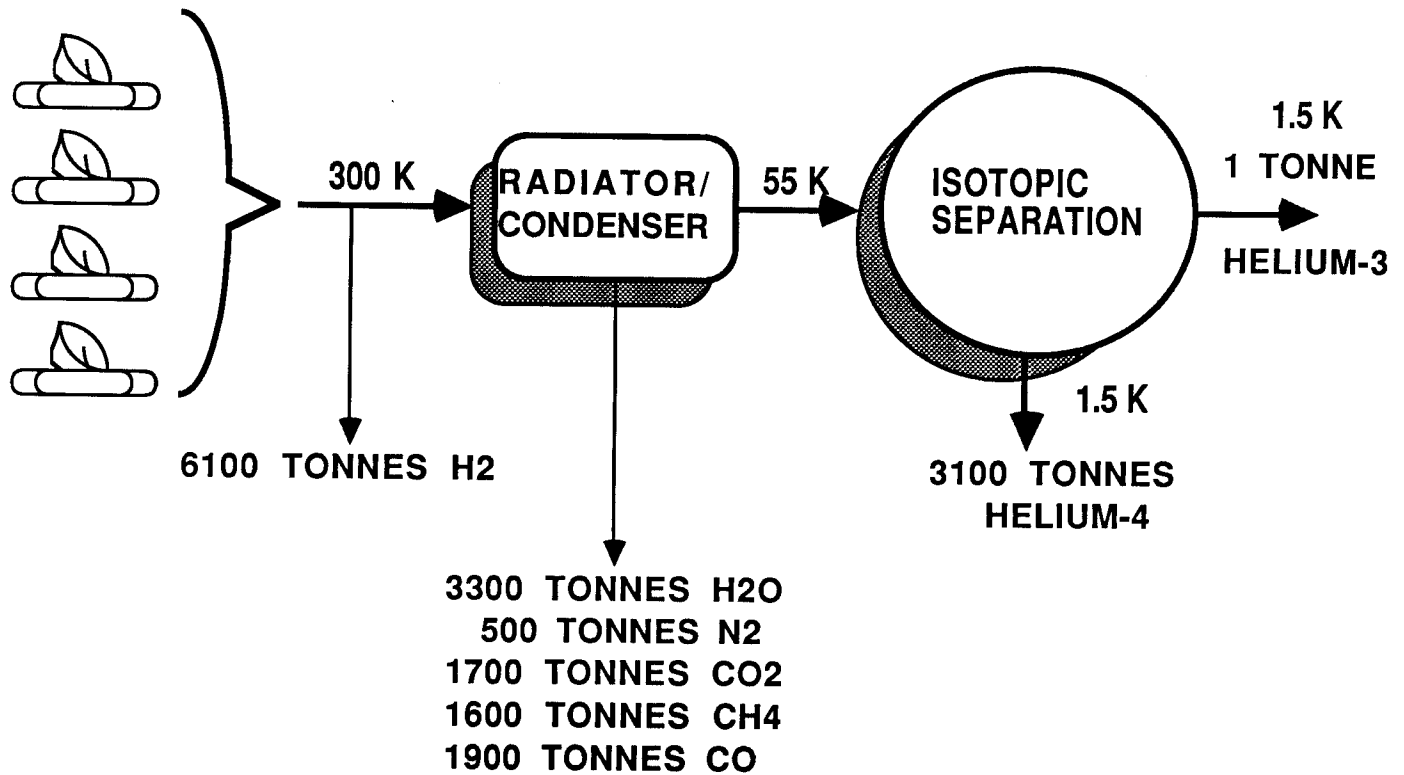 300 K
RADIATOR/
CONDENSER
55 K
ISOTOPIC
SEPARATION
1.5 K
1 TONNE
HELIUM-3
1.5 K
6100 TONNES H2
3100 TONNES
HELIUM-4
3300 TONNES H2O
500 TONNES N2
1700 TONNES CO2
1600 TONNES CH4
1900 TONNES CO